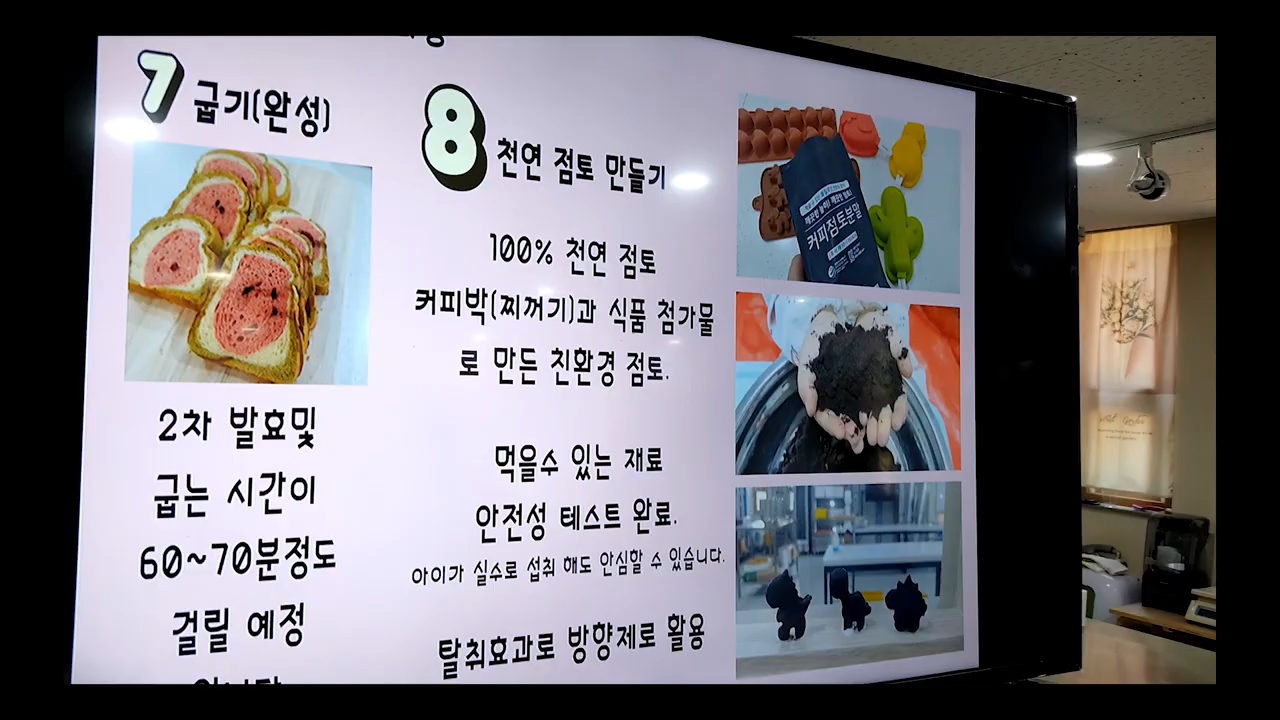 7 굽기(완성)
2차 발효및
굽는 시간이
60~70분정도
걸릴 예정
8 천연 점토 만들기
100% 천연 점토
커피박(찌꺼기)과 식품 첨가물
로 만든 친환경 점토.
먹을수 있는 재료
안전성 테스트 완료.
아이가 실수로 섭취 해도 안심할 수 있습니다.
탈취효과로 방향제로 활용
커피점토분말